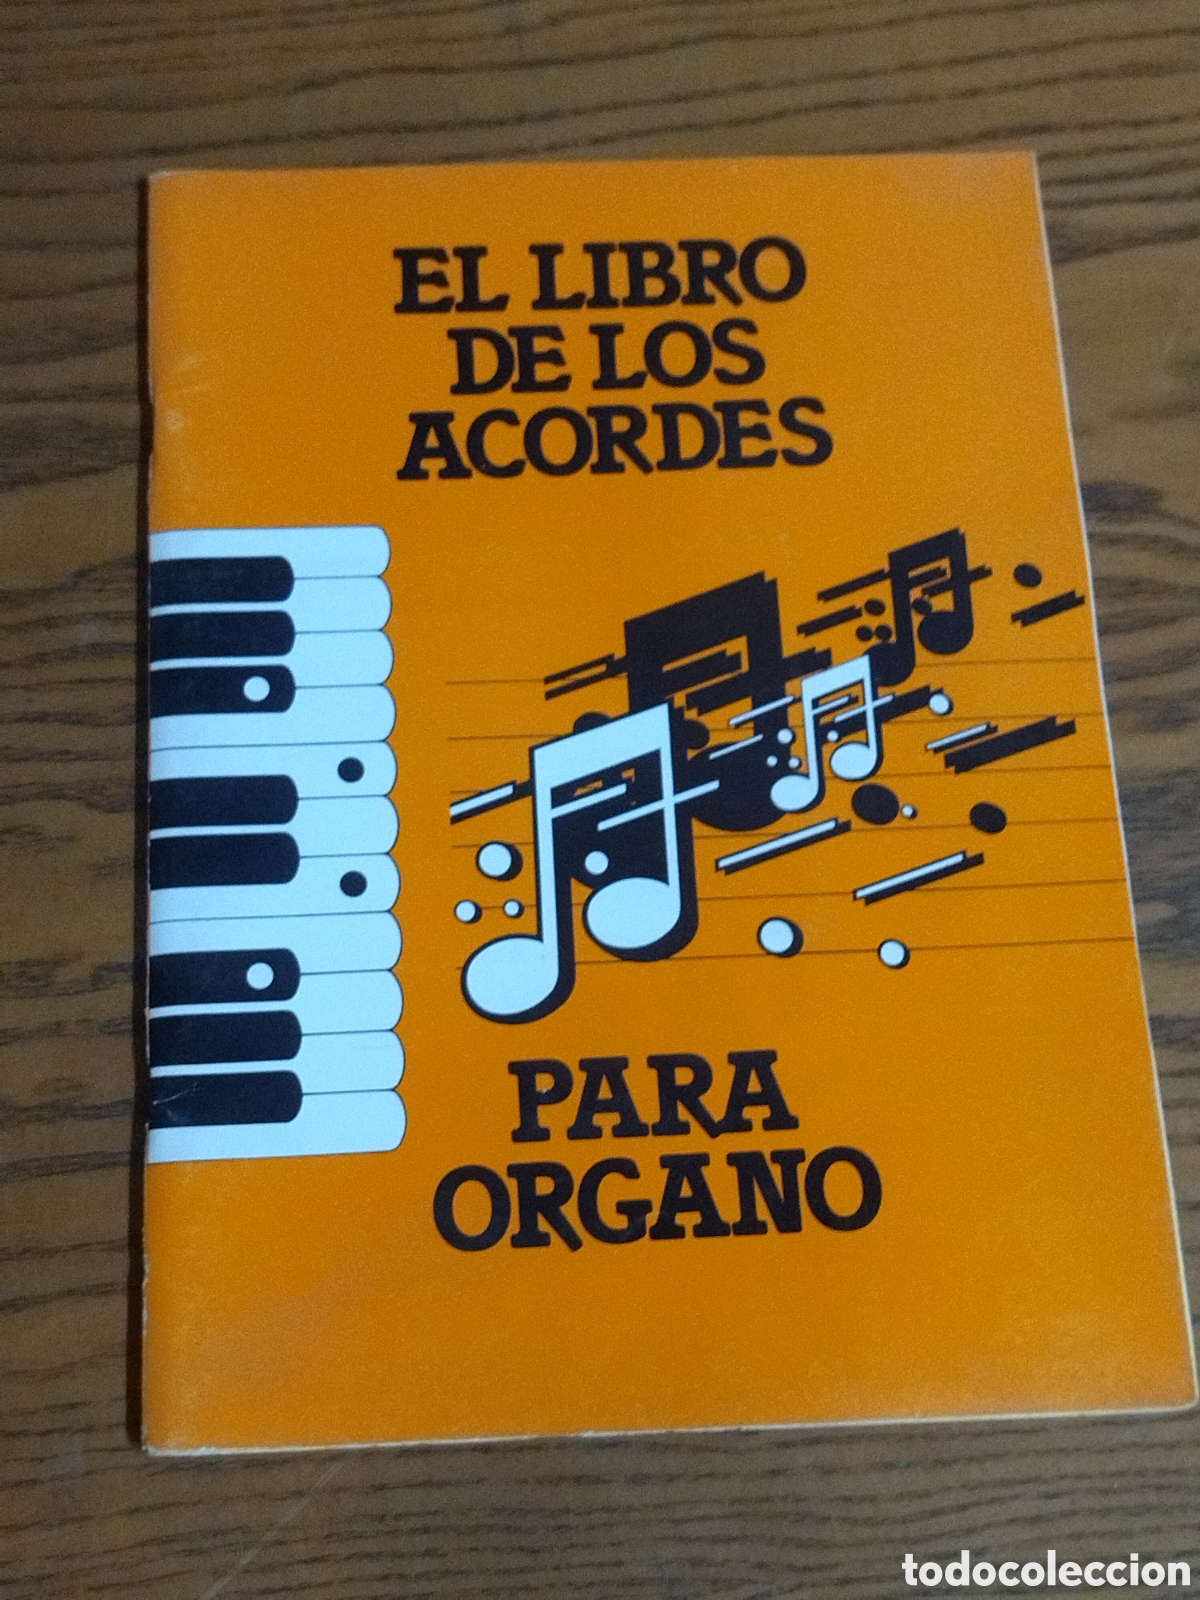 EL LIBRO
DE LOS
ACORDES
PARA
ORGANO
todocoleccion